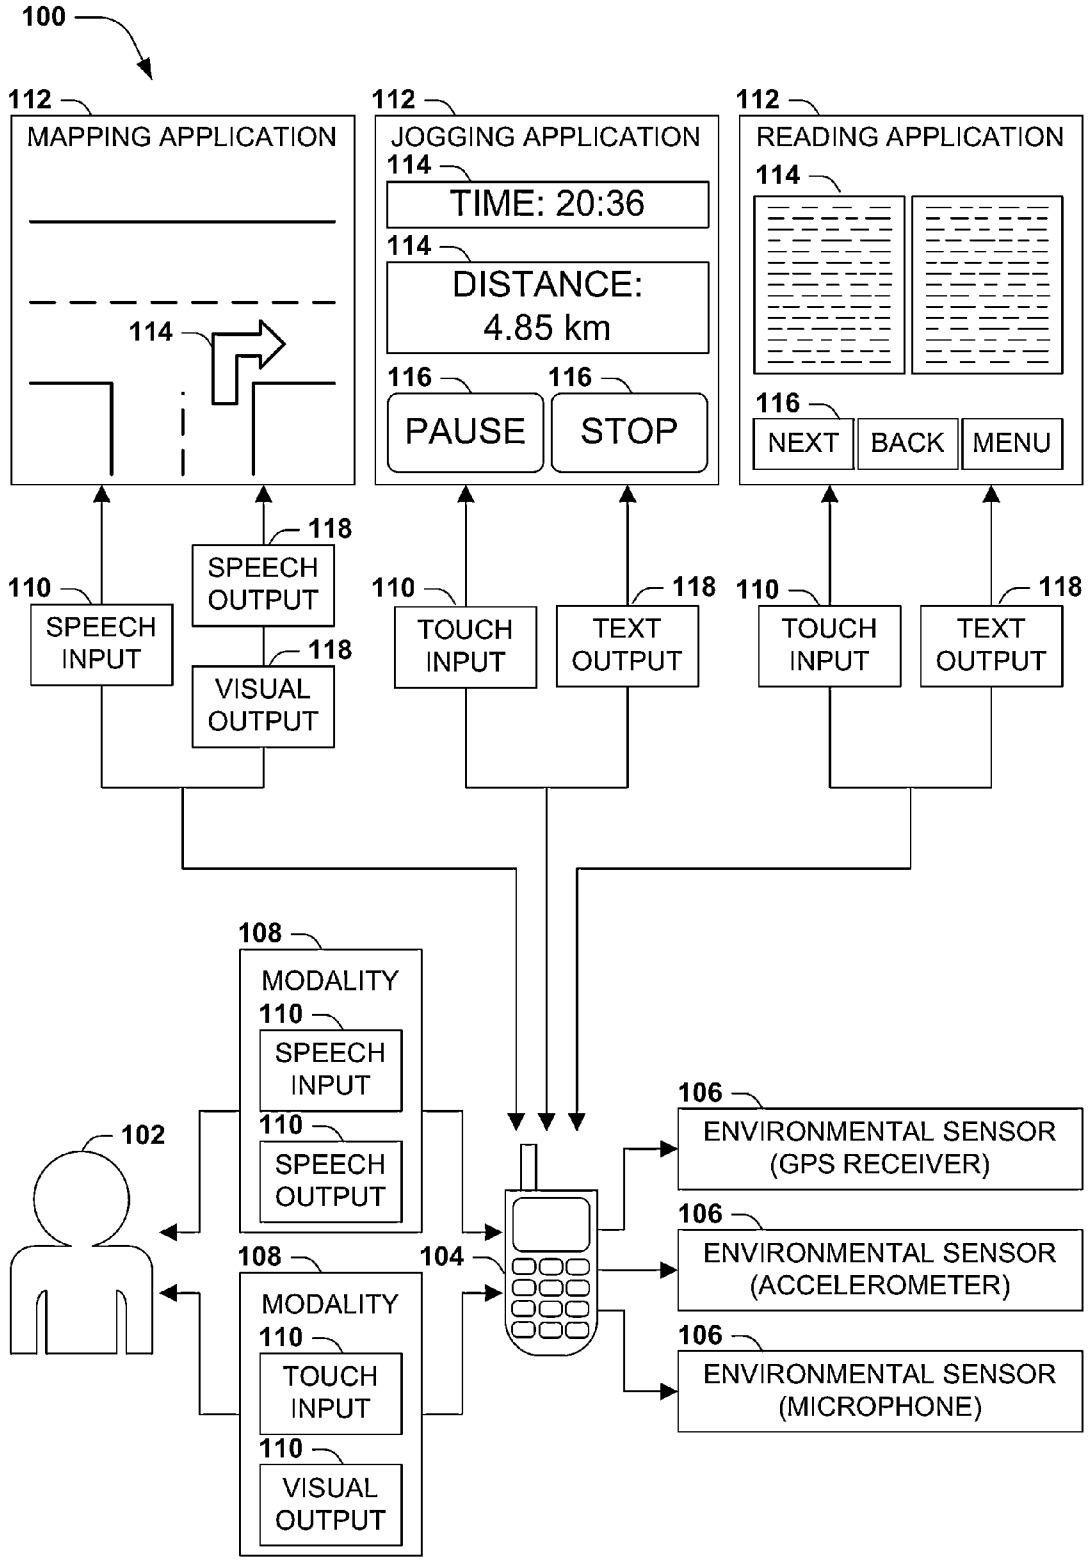 100
112
MAPPING APPLICATION
114
112
JOGGING APPLICATION
114
TIME: 20:36
114
DISTANCE:
4.85 km
116
PAUSE
116
STOP
112
READING APPLICATION
114
116
NEXT
BACK
MENU
110
SPEECH
INPUT
118
SPEECH
OUTPUT
118
VISUAL
OUTPUT
110
TOUCH
INPUT
118
TEXT
OUTPUT
110
TOUCH
INPUT
118
TEXT
OUTPUT
108
MODALITY
110
SPEECH
INPUT
110
SPEECH
OUTPUT
102
108
MODALITY
110
TOUCH
INPUT
110
VISUAL
OUTPUT
104
106
ENVIRONMENTAL SENSOR
(GPS RECEIVER)
106
ENVIRONMENTAL SENSOR
(ACCELEROMETER)
106
ENVIRONMENTAL SENSOR
(MICROPHONE)